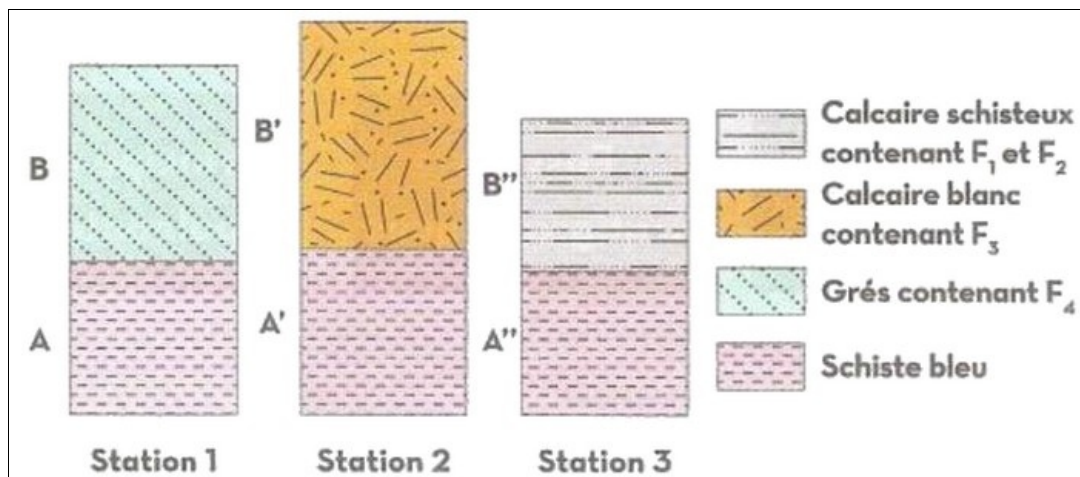 B
A
Station 1
B'
A'
Station 2
B''
A''
Station 3
Calcaire schisteux
contenant F₁ et F₂
Calcaire blanc
contenant F₃
Grés contenant F₄
Schiste bleu